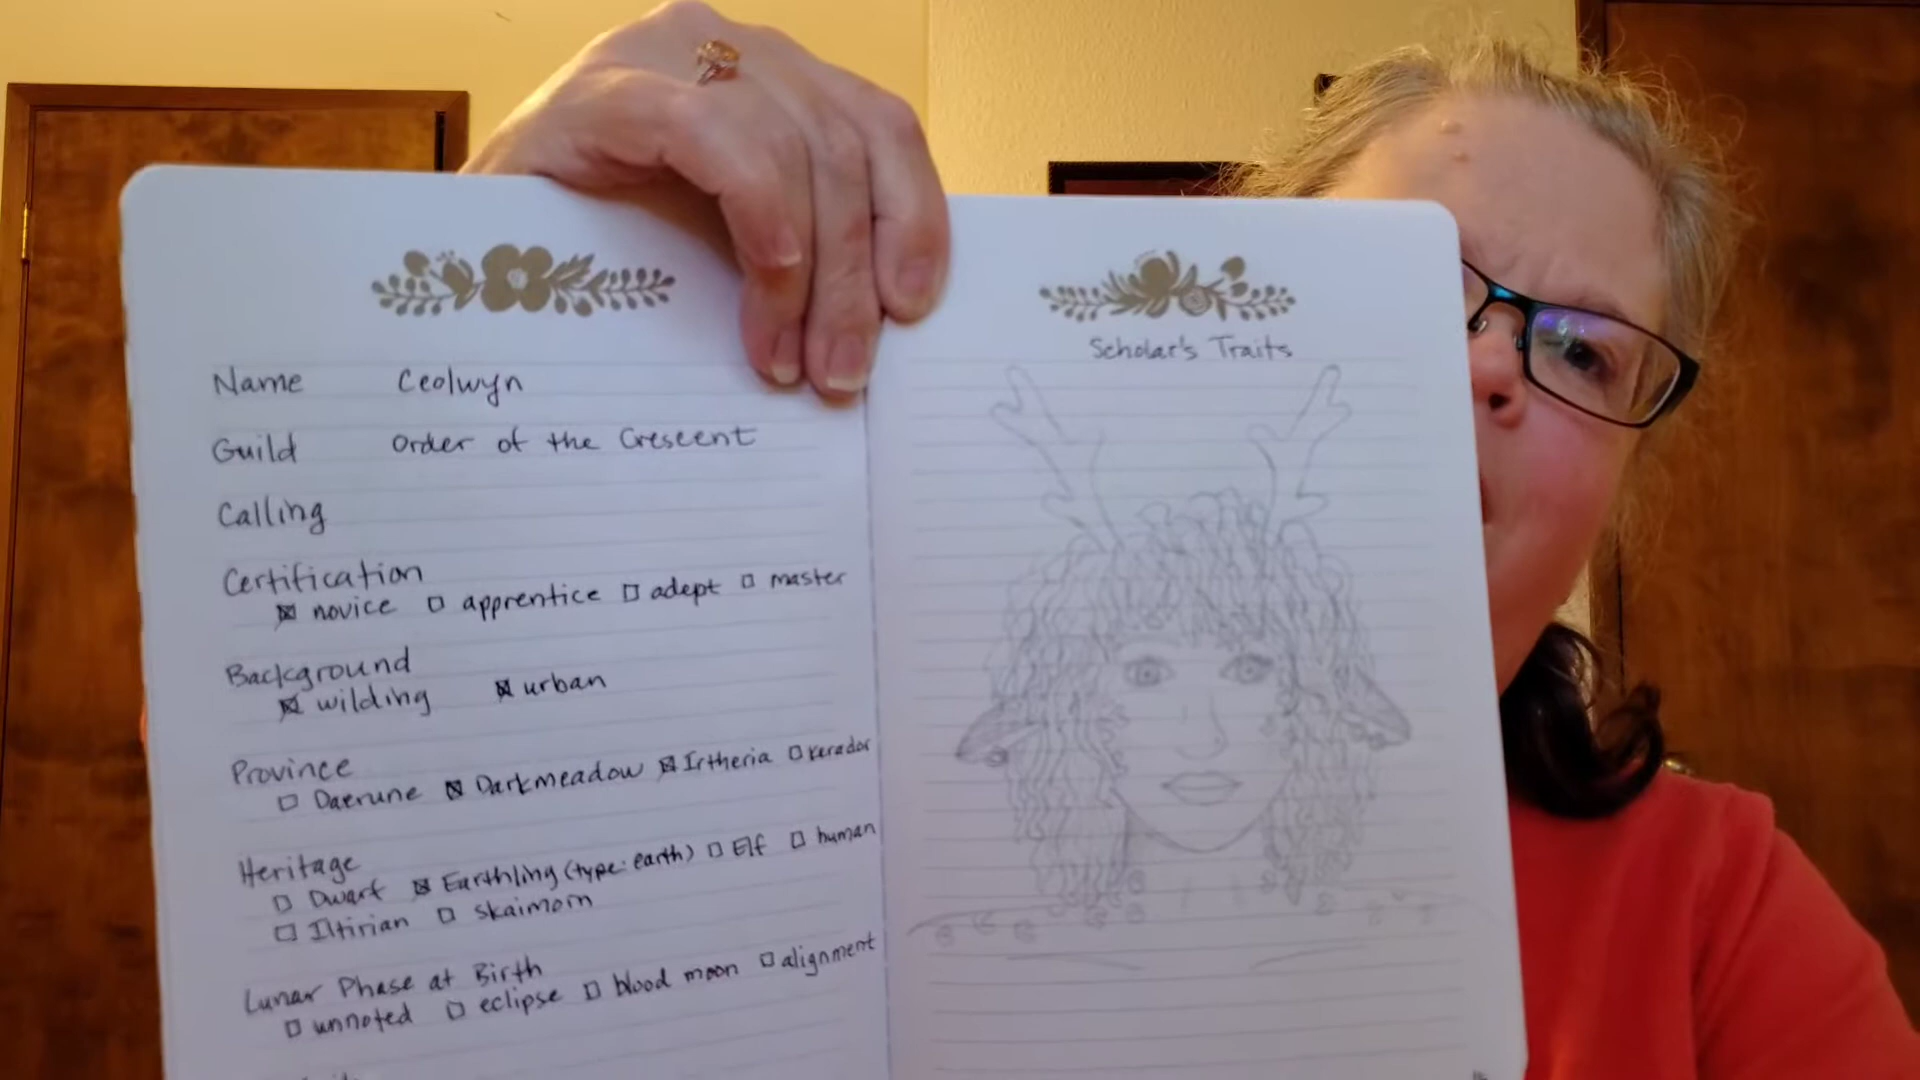 Name Ceolwyn
Guild Order of the Crescent
Calling
Certification
☒ novice ☐ apprentice ☐ adept ☐ master
Background
☒ wilding ☒ urban
Province
☐ Daerune ☒ Darkmeadow ☒ Irtheria ☐ Kerador
Heritage
☐ Dwarf ☒ Earthling (type: earth) ☐ Elf ☐ human
☐ Iltirian ☐ skaimorn
Lunar Phase at Birth
☐ unnoted ☐ eclipse ☐ blood moon ☐ alignment
Scholar's Traits